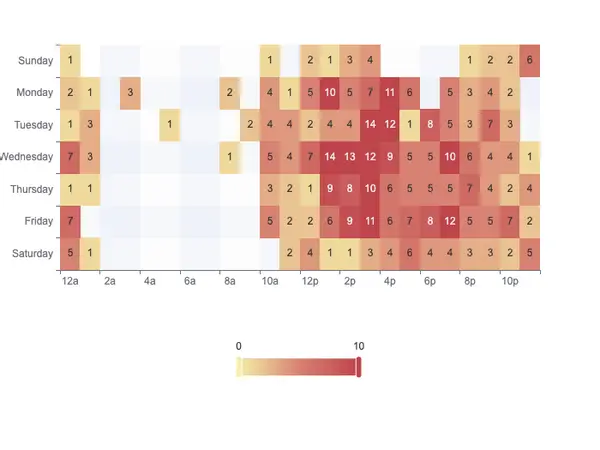 Sunday 1 1 2 1 3 4 1 2 2 6
Monday 2 1 3 2 4 1 5 10 5 7 11 6 5 3 4 2
Tuesday 1 3 1 2 4 4 2 4 4 14 12 1 8 5 3 7 3
Wednesday 7 3 1 5 4 7 14 13 12 9 5 5 10 6 4 4 1
Thursday 1 1 3 2 1 9 8 10 6 5 5 5 7 4 2 4
Friday 7 5 2 2 6 9 11 6 7 8 12 5 5 7 2
Saturday 5 1 2 4 1 1 3 4 6 4 4 3 3 2 5
12a 2a 4a 6a 8a 10a 12p 2p 4p 6p 8p 10p
0 10